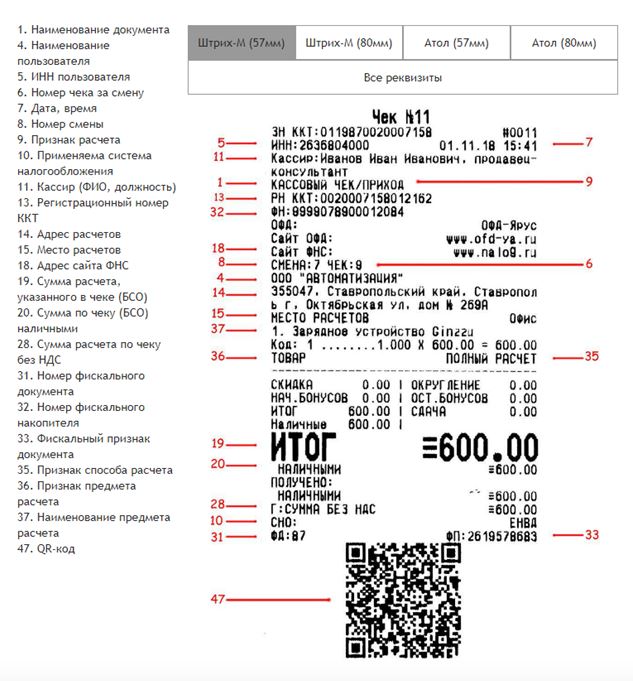 1. Наименование документа
4. Наименование
пользователя
5. ИНН пользователя
6. Номер чека за смену
7. Дата, время
8. Номер смены
9. Признак расчета
10. Применяема система
налогообложения
11. Кассир (ФИО, должность)
13. Регистрационный номер
ККТ
14. Адрес расчетов
15. Место расчетов
18. Адрес сайта ФНС
19. Сумма расчета,
указанного в чеке (БСО)
20. Сумма по чеку (БСО)
наличными
28. Сумма расчета по чеку
без НДС
31. Номер фискального
документа
32. Номер фискального
накопителя
33. Фискальный признак
документа
35. Признак способа расчета
36. Признак предмета
расчета
37. Наименование предмета
расчета
47. QR-код
Штрих-М (57мм) Штрих-М (80мм) Атол (57мм) Атол (80мм)
Все реквизиты
Чек №11
ЗН ККТ:0119870020007158 #0011
5 ИНН:2636804000 01.11.18 15:41 7
11 Кассир:Иванов Иван Иванович, продавец-
консультант
1 КАССОВЫЙ ЧЕК/ПРИХОД 9
13 РН ККТ:0020007158012162
32 ФН:9999078900012084
ОФД: ОФД-Ярус
Сайт ОФД: www.ofd-ya.ru
18 Сайт ФНС: www.nalog.ru
8 СМЕНА:7 ЧЕК:9 6
4 ООО "АВТОМАТИЗАЦИЯ"
14 355047, Ставропольский край, Ставропол
ь г, Октябрьская ул, дом № 269А
15 МЕСТО РАСЧЕТОВ Офис
37 1. Зарядное устройство Ginzzu
Код: 1 ........1.000 X 600.00 = 600.00
36 ТОВАР ПОЛНЫЙ РАСЧЕТ 35
СКИДКА 0.00 | ОКРУГЛЕНИЕ 0.00
НАЧ.БОНУСОВ 0.00 | ОСТ.БОНУСОВ 0.00
ИТОГ 600.00 | СДАЧА 0.00
Наличные 600.00 |
19 ИТОГ ≡600.00
20 НАЛИЧНЫМИ ≡600.00
ПОЛУЧЕНО:
НАЛИЧНЫМИ ≡600.00
28 Г:СУММА БЕЗ НДС ≡600.00
10 СНО: ЕНВД
31 ФД:87 ФП:2619578683 33
47